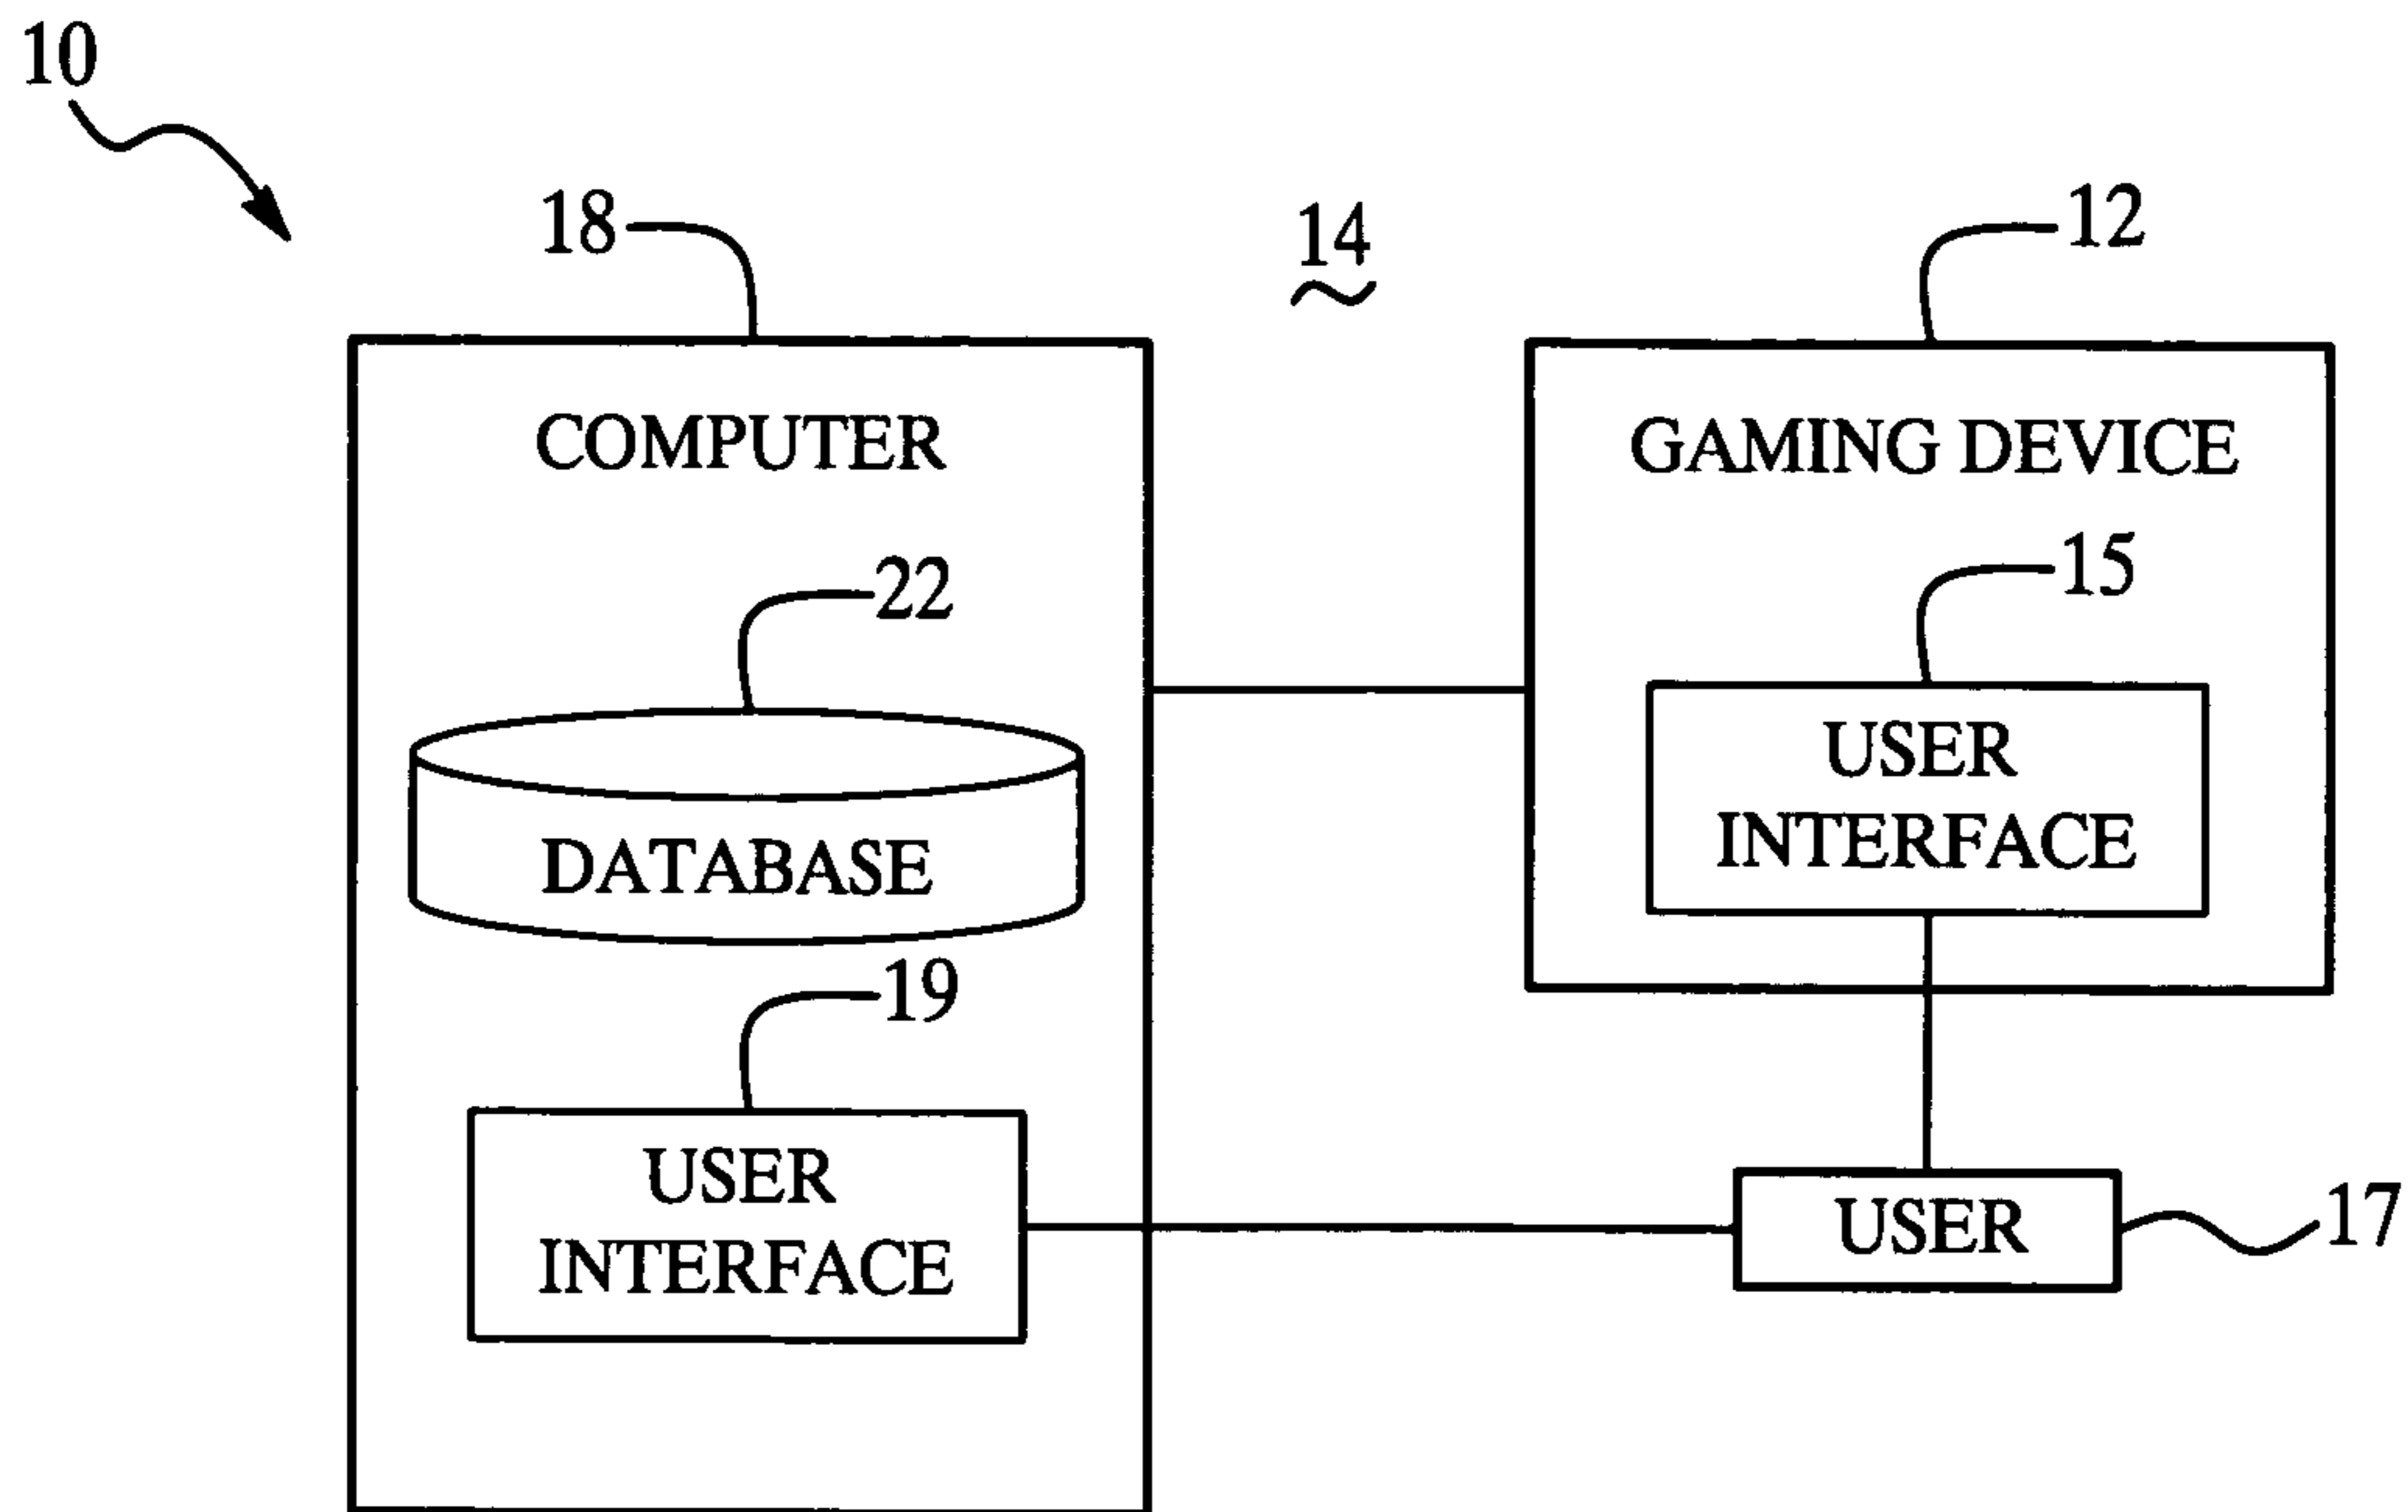 10
18
14
12
COMPUTER
GAMING DEVICE
22
15
USER
INTERFACE
DATABASE
19
USER
INTERFACE
USER
17